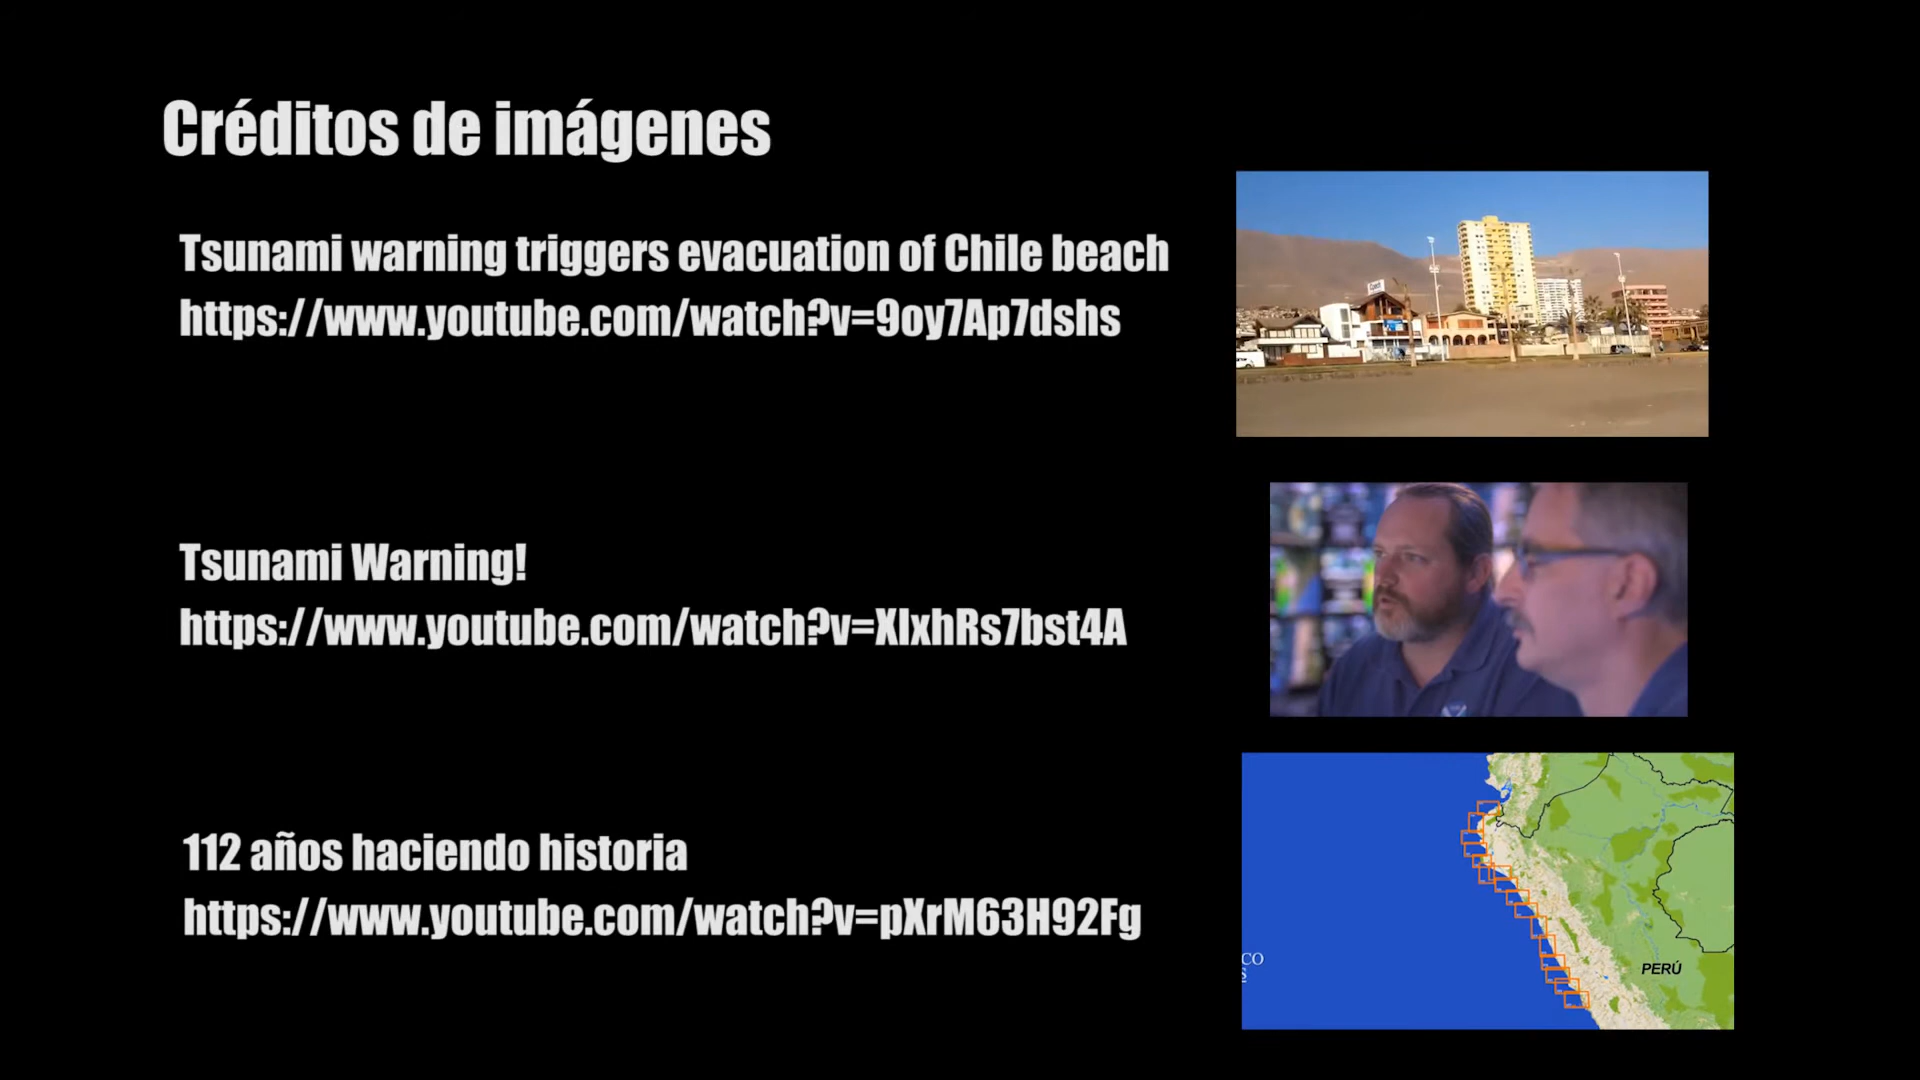 Créditos de imágenes
Tsunami warning triggers evacuation of Chile beach
https://www.youtube.com/watch?v=9oy7Ap7dshs
Tsunami Warning!
https://www.youtube.com/watch?v=XlxhRs7bst4A
112 años haciendo historia
https://www.youtube.com/watch?v=pXrM63H92Fg
CO
PERÚ